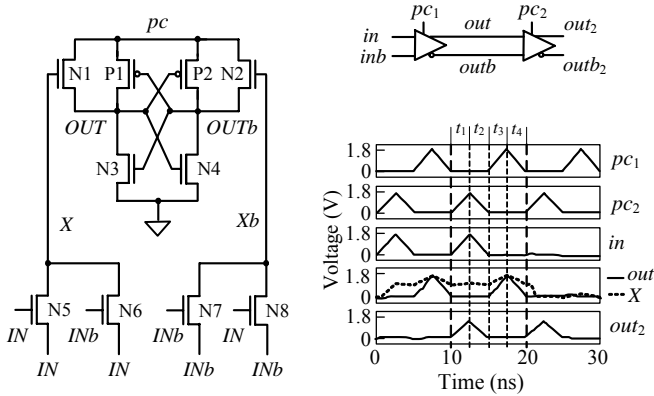 pc
N1 P1 P2 N2
OUT OUTb
N3 N4
X Xb
N5 N6 N7 N8
IN INb INb IN
IN IN INb INb
pc1 pc2
in out out2
inb outb outb2
t1 t2 t3 t4
1.8
0
pc1
1.8
0
pc2
1.8
0
in
1.8
0
out
X
1.8
0
out2
Voltage (V)
0 10 20 30
Time (ns)